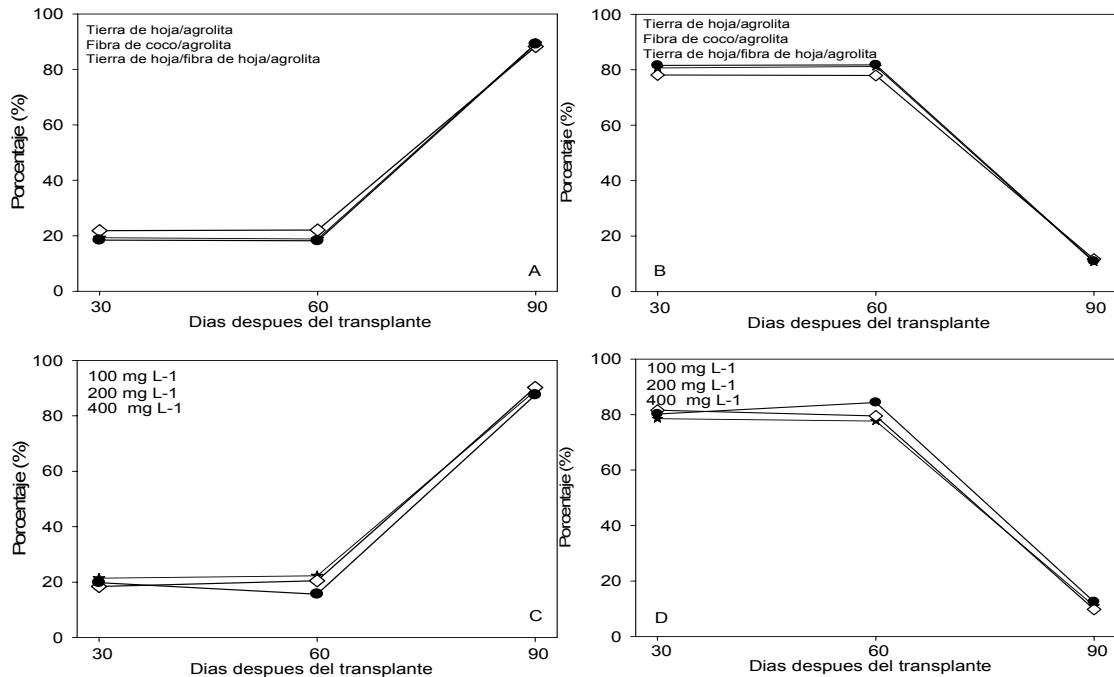 100
80
60
40
20
0
Porcentaje (%)
Tierra de hoja/agrolita
Fibra de coco/agrolita
Tierra de hoja/fibra de hoja/agrolita
A
30 60 90
Dias despues del transplante
100
80
60
40
20
0
Porcentaje (%)
Tierra de hoja/agrolita
Fibra de coco/agrolita
Tierra de hoja/fibra de hoja/agrolita
B
30 60 90
Dias despues del transplante
100
80
60
40
20
0
Porcentaje (%)
100 mg L-1
200 mg L-1
400 mg L-1
C
30 60 90
Dias despues del transplante
100
80
60
40
20
0
Porcentaje (%)
100 mg L-1
200 mg L-1
400 mg L-1
D
30 60 90
Dias despues del transplante